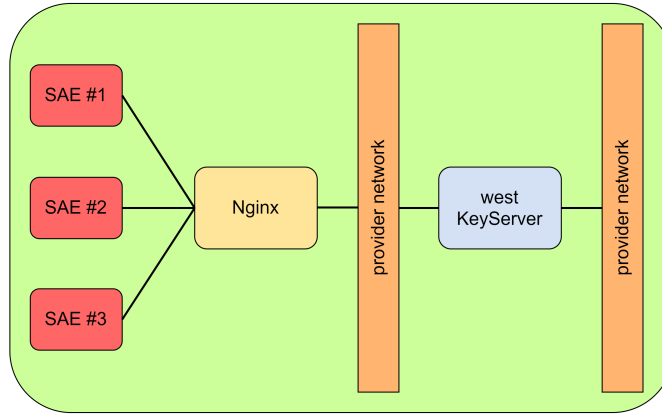 SAE #1
SAE #2
SAE #3
Nginx
provider network
west
KeyServer
provider network